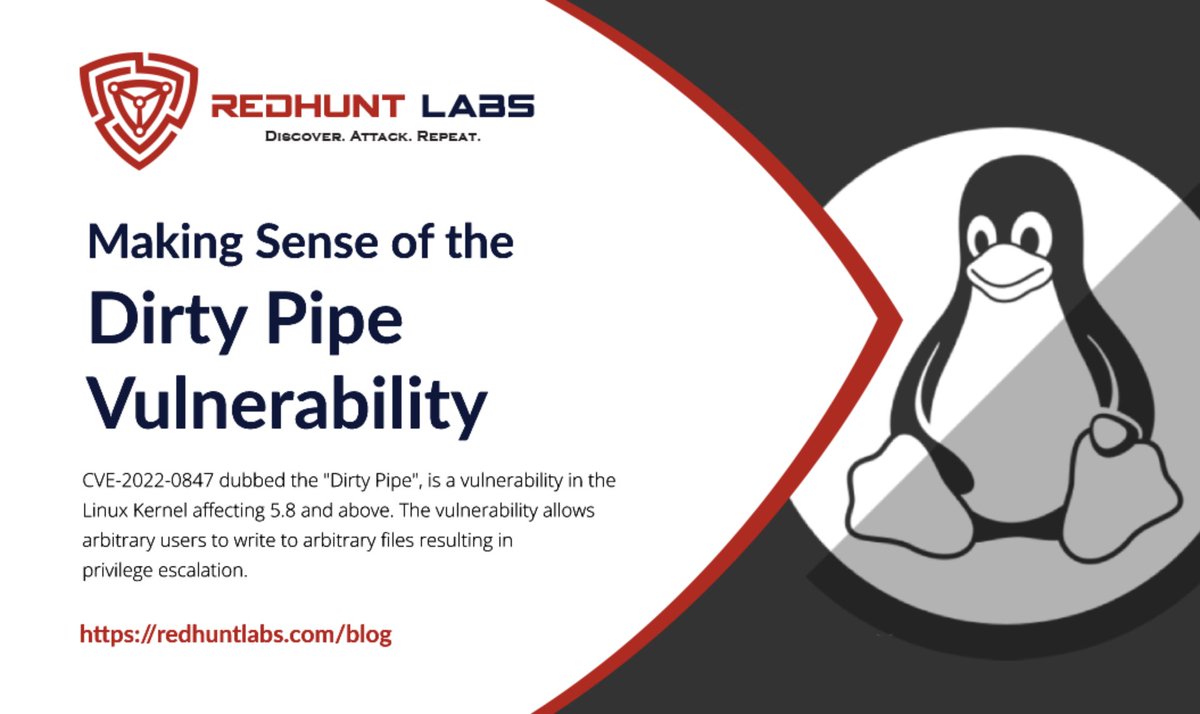 REDHUNT LABS
DISCOVER. ATTACK. REPEAT.
Making Sense of the
Dirty Pipe
Vulnerability
CVE-2022-0847 dubbed the "Dirty Pipe", is a vulnerability in the
Linux Kernel affecting 5.8 and above. The vulnerability allows
arbitrary users to write to arbitrary files resulting in
privilege escalation.
https://redhuntlabs.com/blog